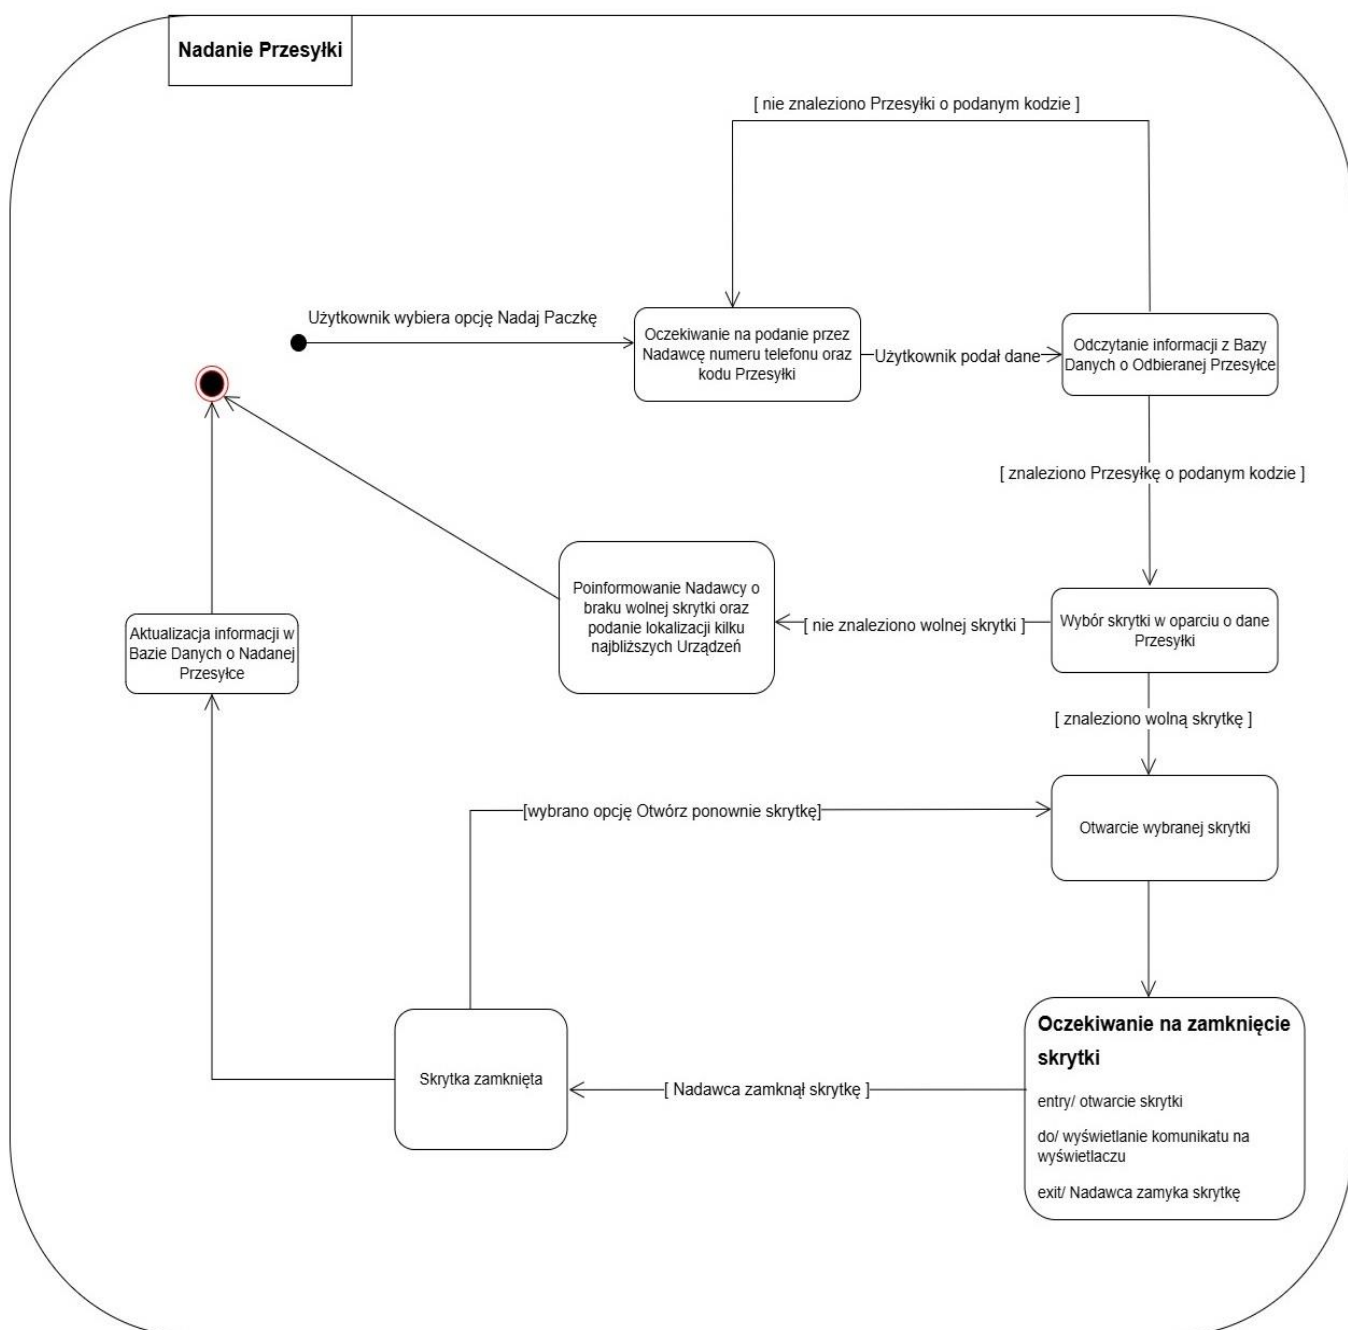 Nadanie Przesyłki
[ nie znaleziono Przesyłki o podanym kodzie ]
Użytkownik wybiera opcję Nadaj Paczkę
Oczekiwanie na podanie przez
Nadawcę numeru telefonu oraz
kodu Przesyłki
Użytkownik podał dane
Odczytanie informacji z Bazy
Danych o Odbieranej Przesyłce
[ znaleziono Przesyłkę o podanym kodzie ]
Poinformowanie Nadawcy o
braku wolnej skrytki oraz
podanie lokalizacji kilku
najbliższych Urządzeń
[ nie znaleziono wolnej skrytki ]
Wybór skrytki w oparciu o dane
Przesyłki
Aktualizacja informacji w
Bazie Danych o Nadanej
Przesyłce
[ znaleziono wolną skrytkę ]
[wybrano opcję Otwórz ponownie skrytkę]
Otwarcie wybranej skrytki
Skrytka zamknięta
[ Nadawca zamknął skrytkę ]
Oczekiwanie na zamknięcie
skrytki
entry/ otwarcie skrytki
do/ wyświetlanie komunikatu na
wyświetlaczu
exit/ Nadawca zamyka skrytkę